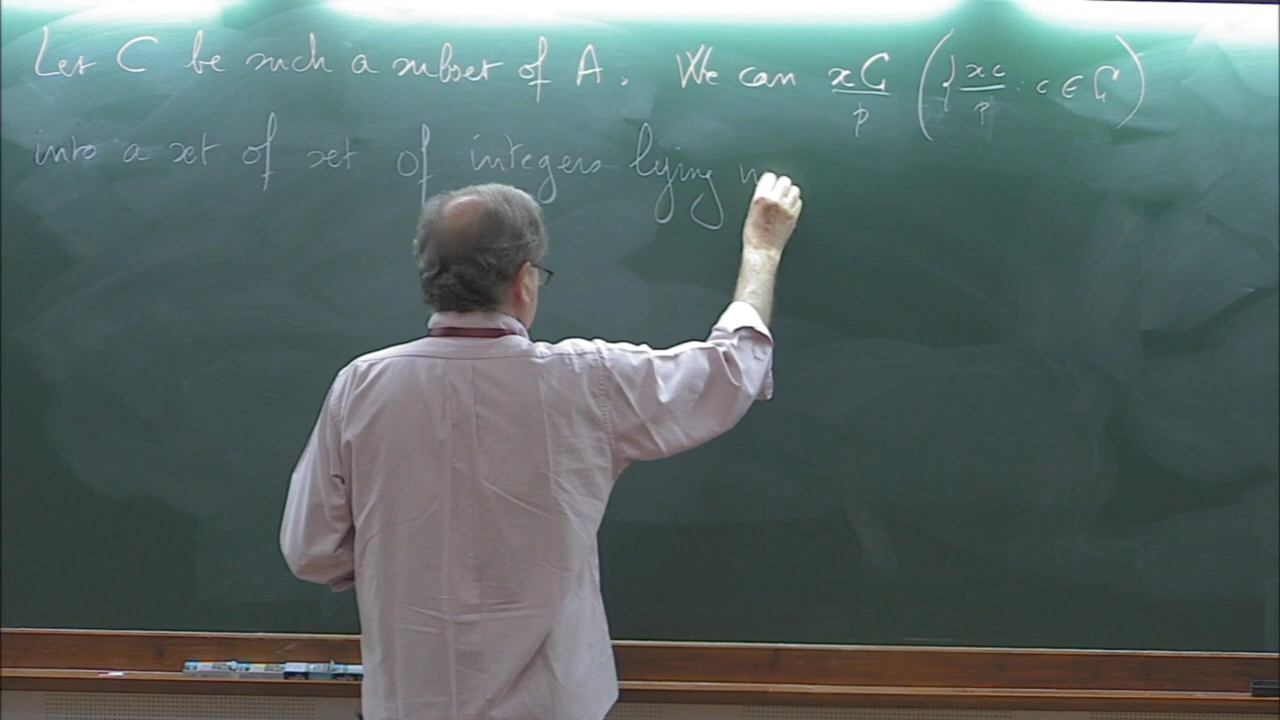 Let C be such a subset of A. We can xC/p ({xc/p : c ∈ C})
into a set of set of integers lying